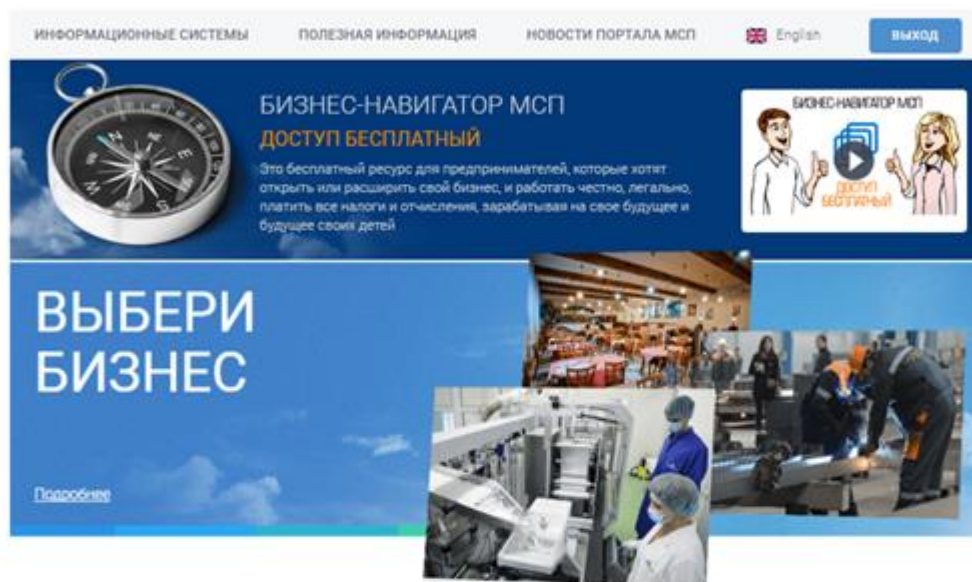 ИНФОРМАЦИОННЫЕ СИСТЕМЫ
ПОЛЕЗНАЯ ИНФОРМАЦИЯ
НОВОСТИ ПОРТАЛА МСП
English
ВЫХОД
БИЗНЕС-НАВИГАТОР МСП
ДОСТУП БЕСПЛАТНЫЙ
Это бесплатный ресурс для предпринимателей, которые хотят
открыть или расширить свой бизнес, и работать честно, легально,
платить все налоги и отчисления, зарабатывая на свое будущее и
будущее своих детей
БИЗНЕС-НАВИГАТОР МСП
ДОСТУП
БЕСПЛАТНЫЙ
N
E
S
W
ВЫБЕРИ
БИЗНЕС
Подробнее